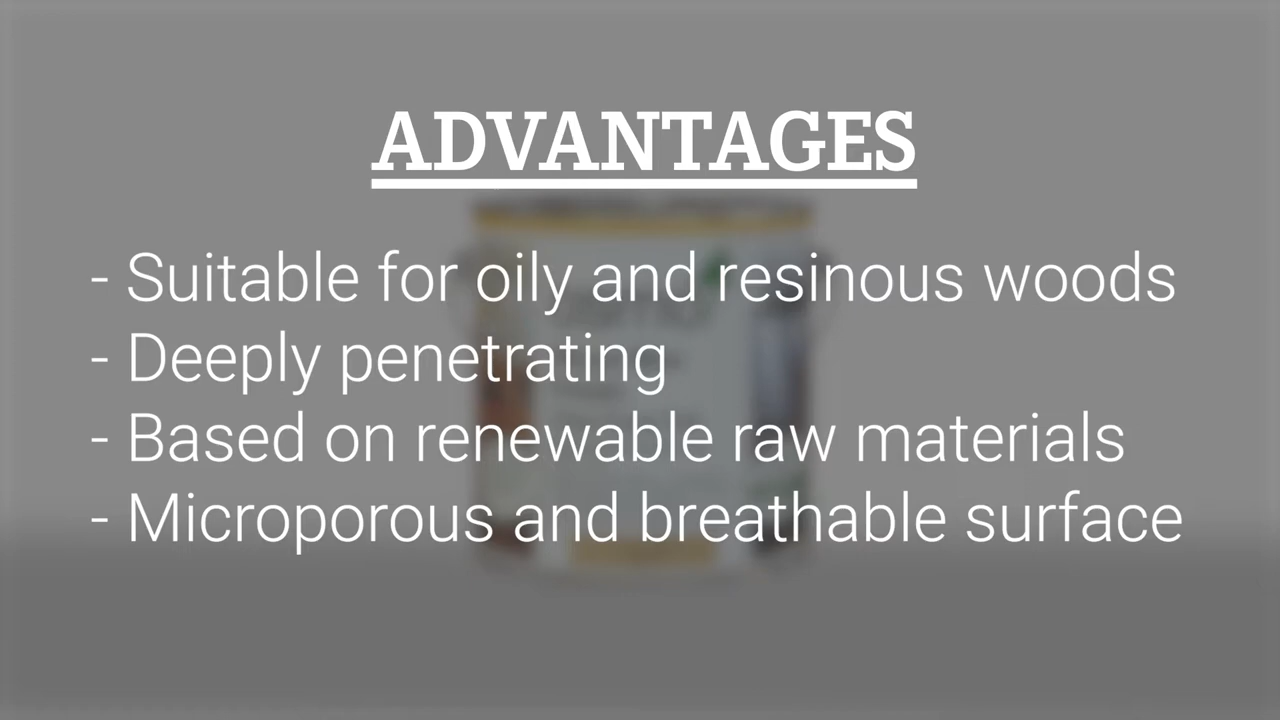 ADVANTAGES
- Suitable for oily and resinous woods
- Deeply penetrating
- Based on renewable raw materials
- Microporous and breathable surface